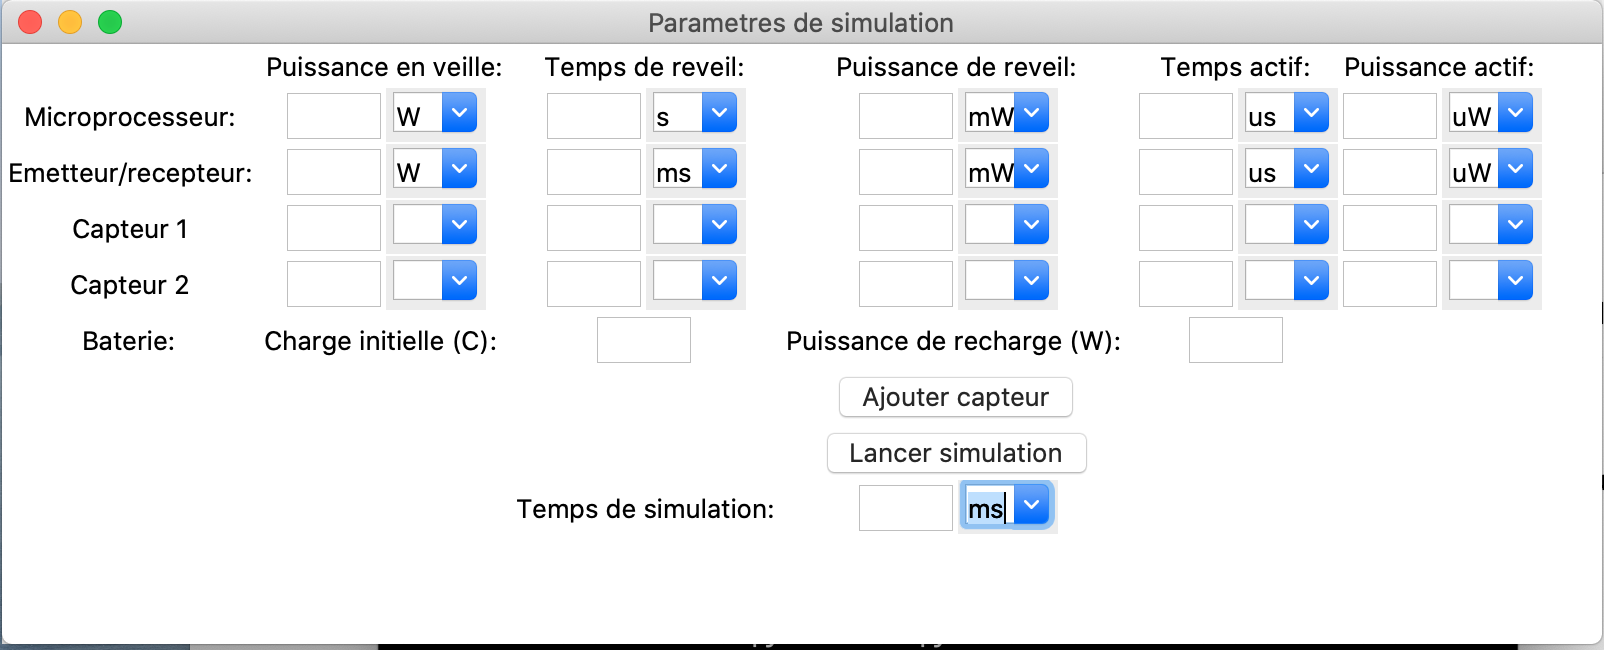 Parametres de simulation
Puissance en veille: Temps de reveil: Puissance de reveil: Temps actif: Puissance actif:
Microprocesseur: W s mW us uW
Emetteur/recepteur: W ms mW us uW
Capteur 1
Capteur 2
Baterie: Charge initielle (C): Puissance de recharge (W):
Ajouter capteur
Lancer simulation
Temps de simulation: ms